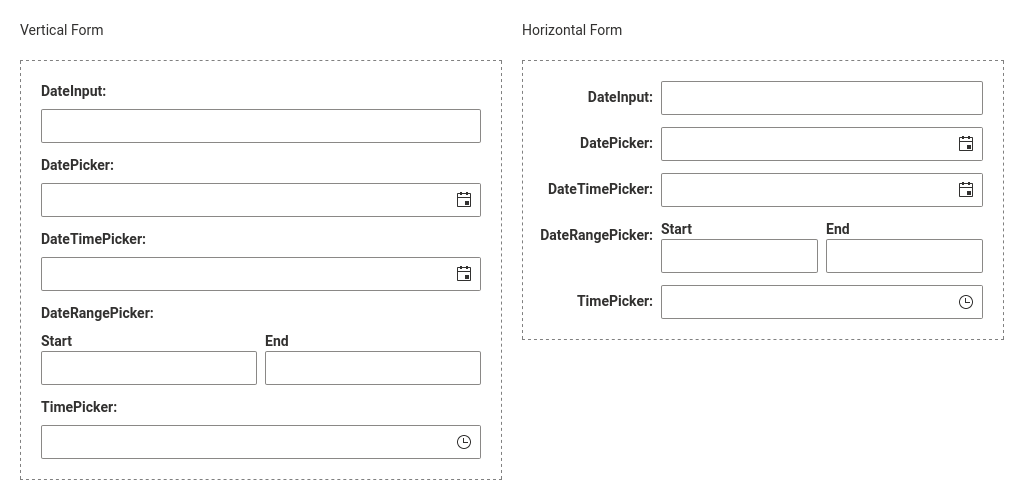 Vertical Form
DateInput:
DatePicker:
DateTimePicker:
DateRangePicker:
Start End
TimePicker:
Horizontal Form
DateInput:
DatePicker:
DateTimePicker:
DateRangePicker: Start End
TimePicker: